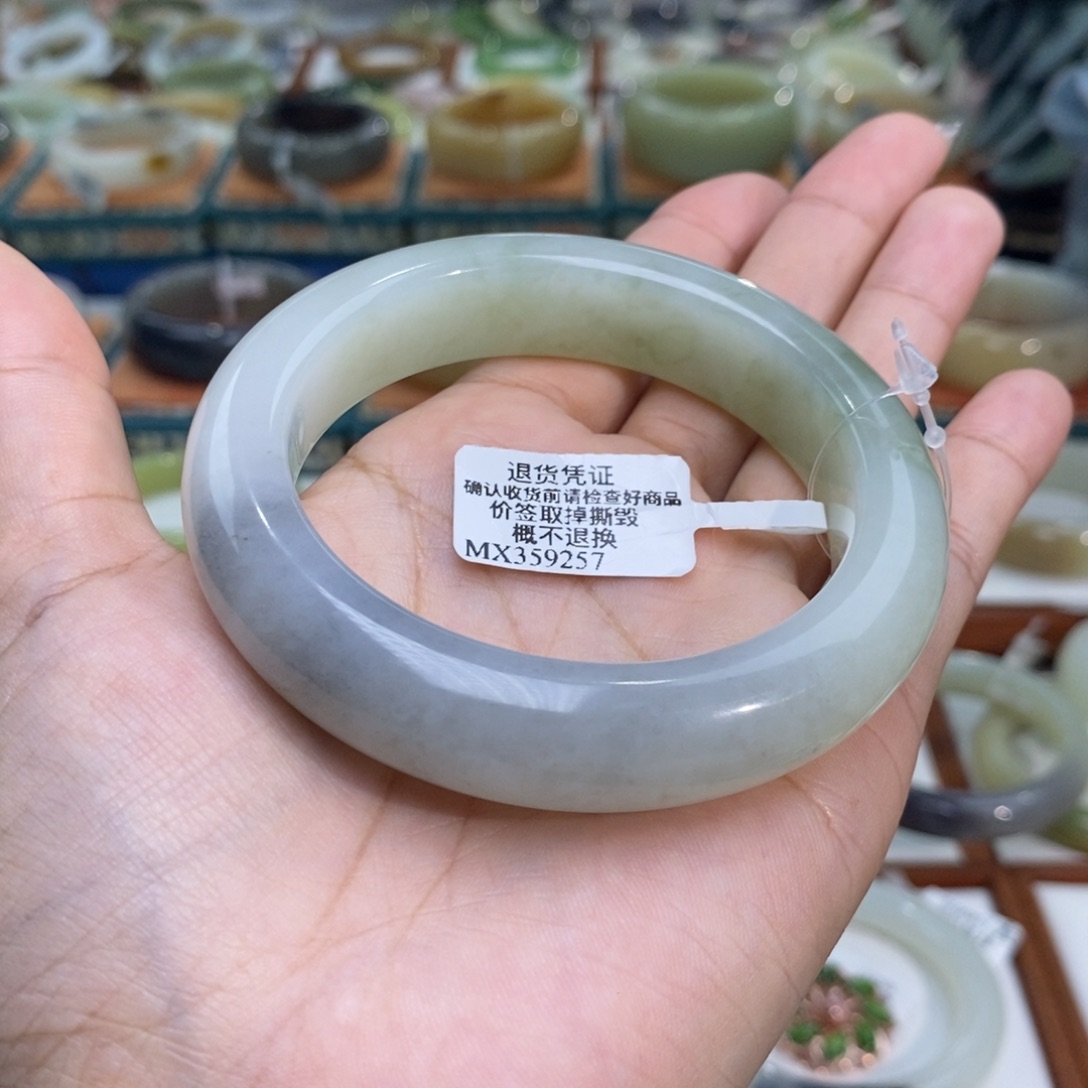 退货凭证
确认收货前请检查好商品
价签取掉撕毁
概不退换
MX359257